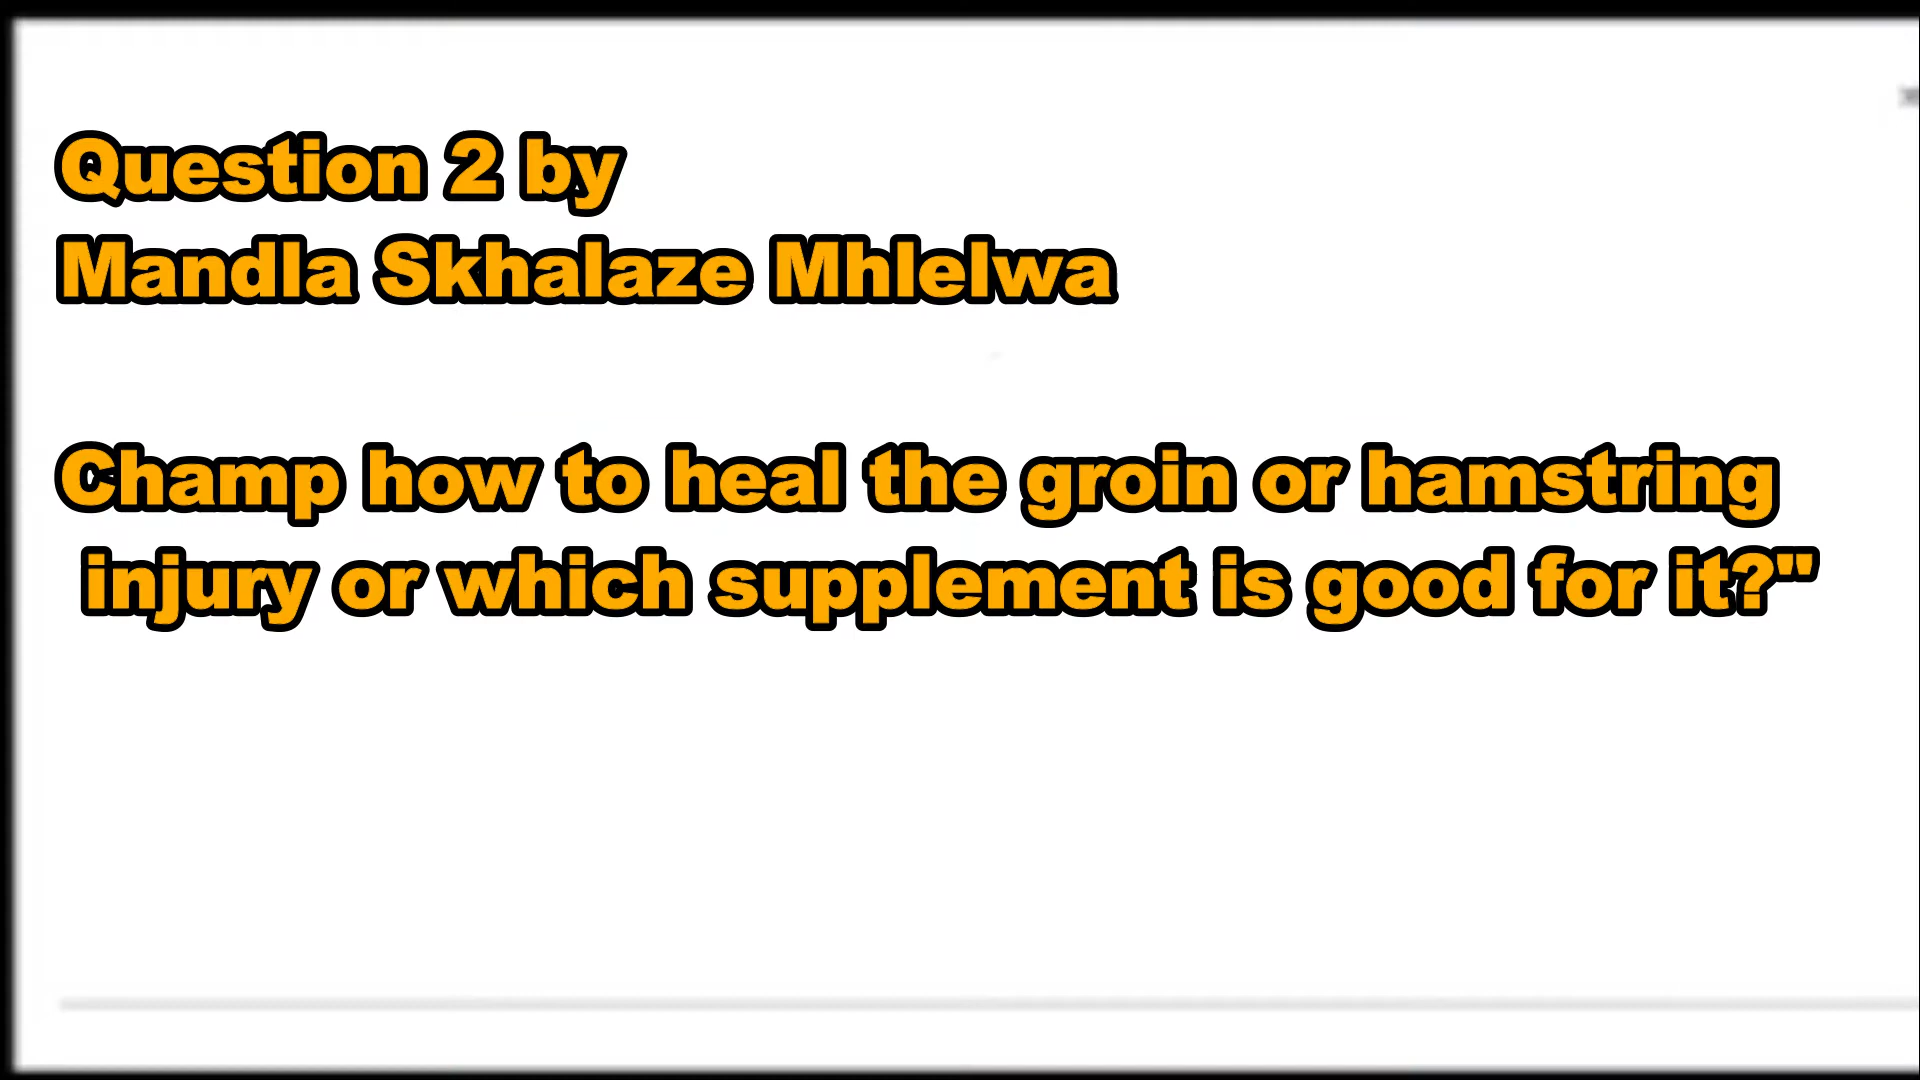 Question 2 by
Mandla Skhalaze Mhlelwa
Champ how to heal the groin or hamstring
injury or which supplement is good for it?"